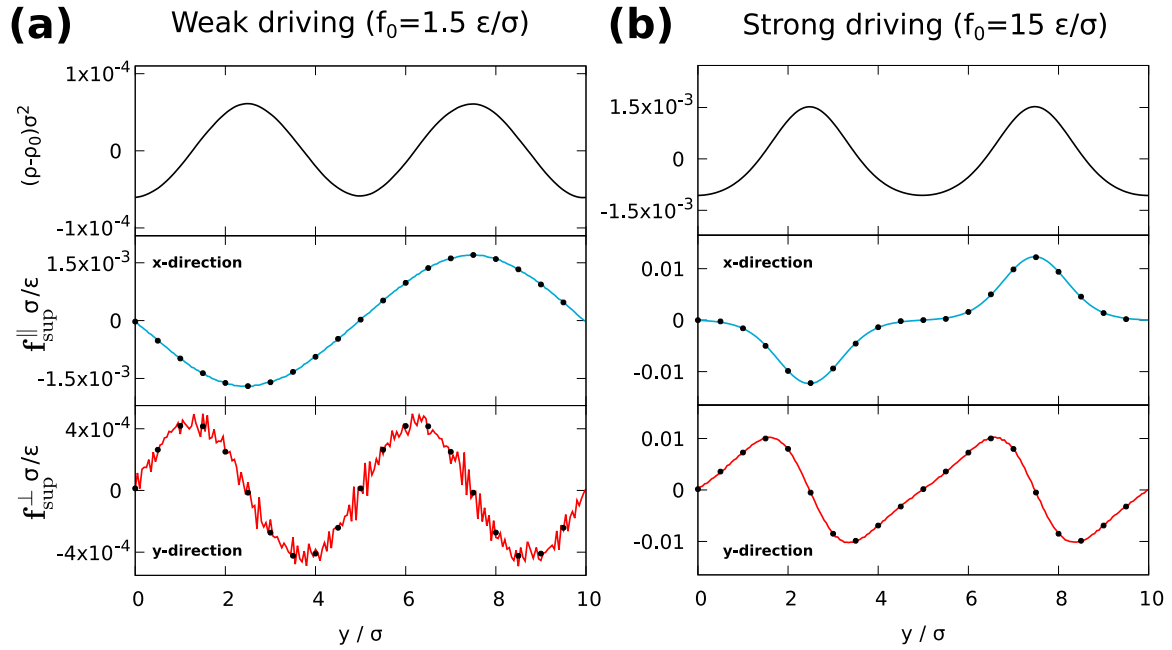 (a) Weak driving (f₀=1.5 ε/σ)
(ρ-ρ₀)σ²
1x10⁻⁴
0
-1x10⁻⁴
f∥sup σ/ε
x-direction
1.5x10⁻³
0
-1.5x10⁻³
f⊥sup σ/ε
4x10⁻⁴
0
-4x10⁻⁴
y-direction
0 2 4 6 8 10
y / σ
(b) Strong driving (f₀=15 ε/σ)
1.5x10⁻³
0
-1.5x10⁻³
x-direction
0.01
0
-0.01
0.01
0
-0.01
y-direction
0 2 4 6 8 10
y / σ